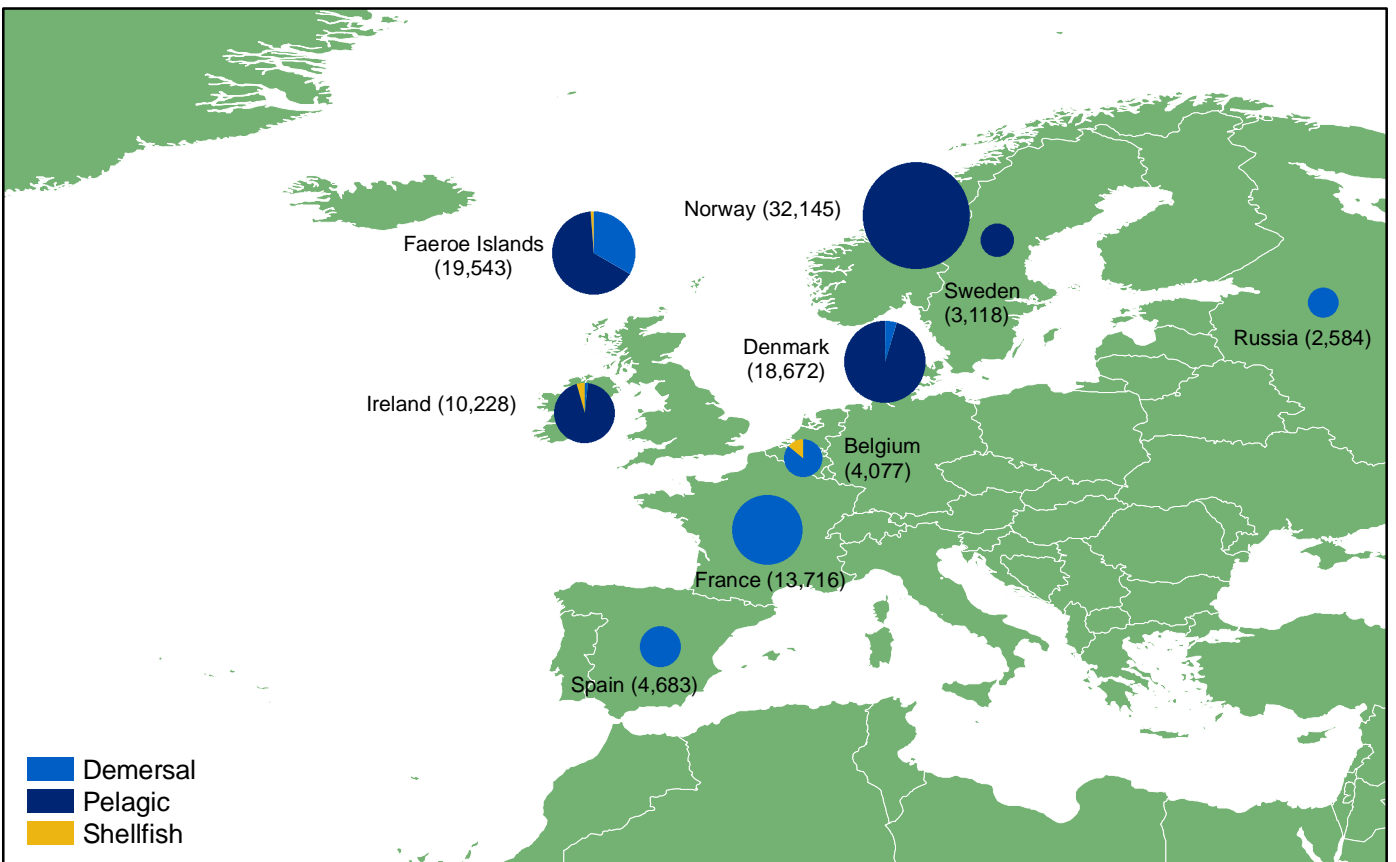 Norway (32,145)
Faeroe Islands
(19,543)
Sweden
(3,118)
Russia (2,584)
Denmark
(18,672)
Ireland (10,228)
Belgium
(4,077)
France (13,716)
Spain (4,683)
Demersal
Pelagic
Shellfish